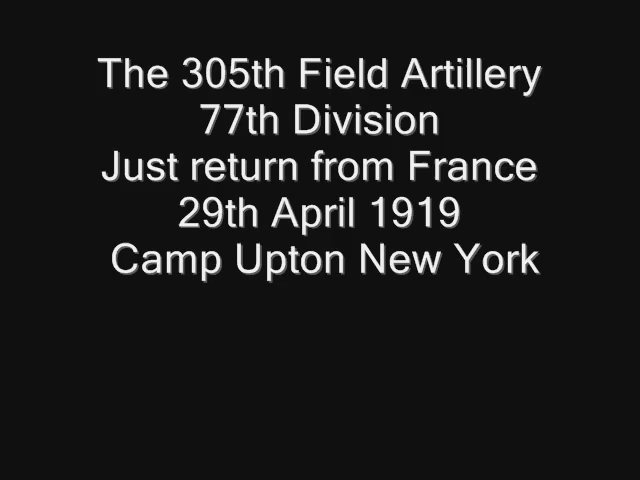 The 305th Field Artillery
77th Division
Just return from France
29th April 1919
Camp Upton New York